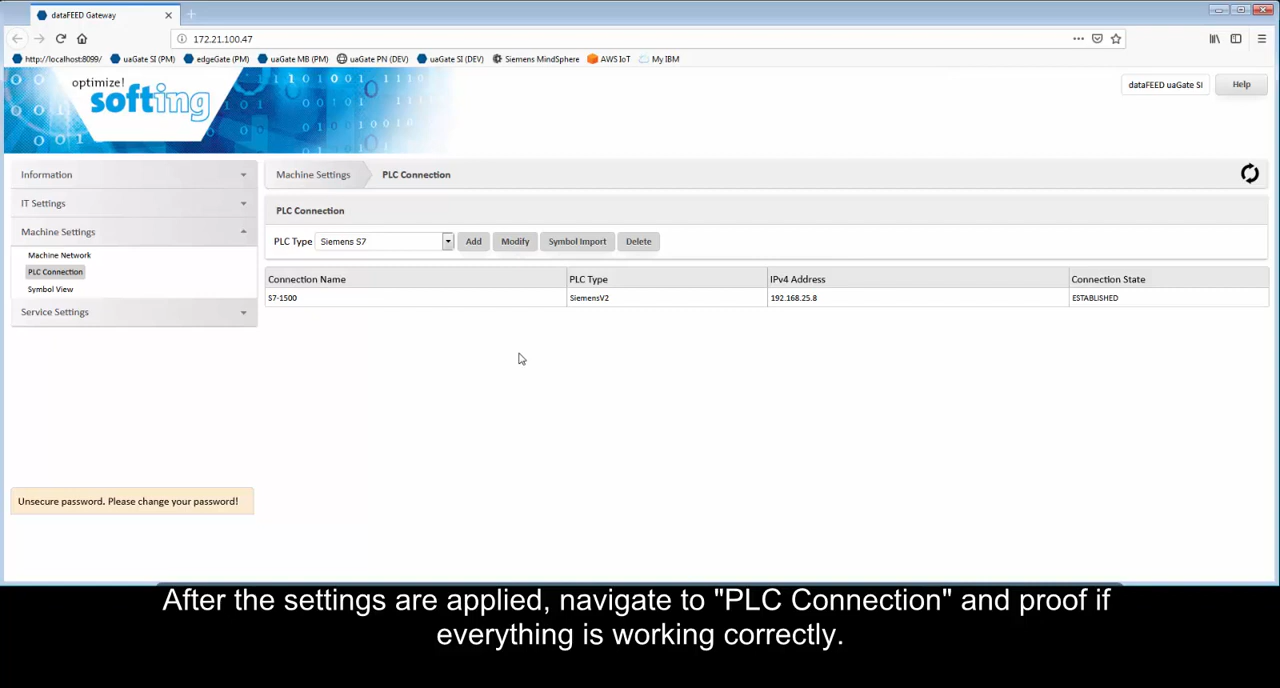 dataFEED Gateway
172.21.100.47
http://localhost:8099/ uaGate SI (PM) edgeGate (PM) uaGate MB (PM) uaGate PN (DEV) uaGate SI (DEV) Siemens MindSphere AWS IoT My IBM
optimize!
softing
dataFEED uaGate SI Help
Information
IT Settings
Machine Settings
Machine Network
PLC Connection
Symbol View
Service Settings
Unsecure password. Please change your password!
Machine Settings PLC Connection
PLC Connection
PLC Type Siemens S7 Add Modify Symbol Import Delete
Connection Name PLC Type IPv4 Address Connection State
S7-1500 SiemensV2 192.168.25.8 ESTABLISHED
After the settings are applied, navigate to "PLC Connection" and proof if
everything is working correctly.